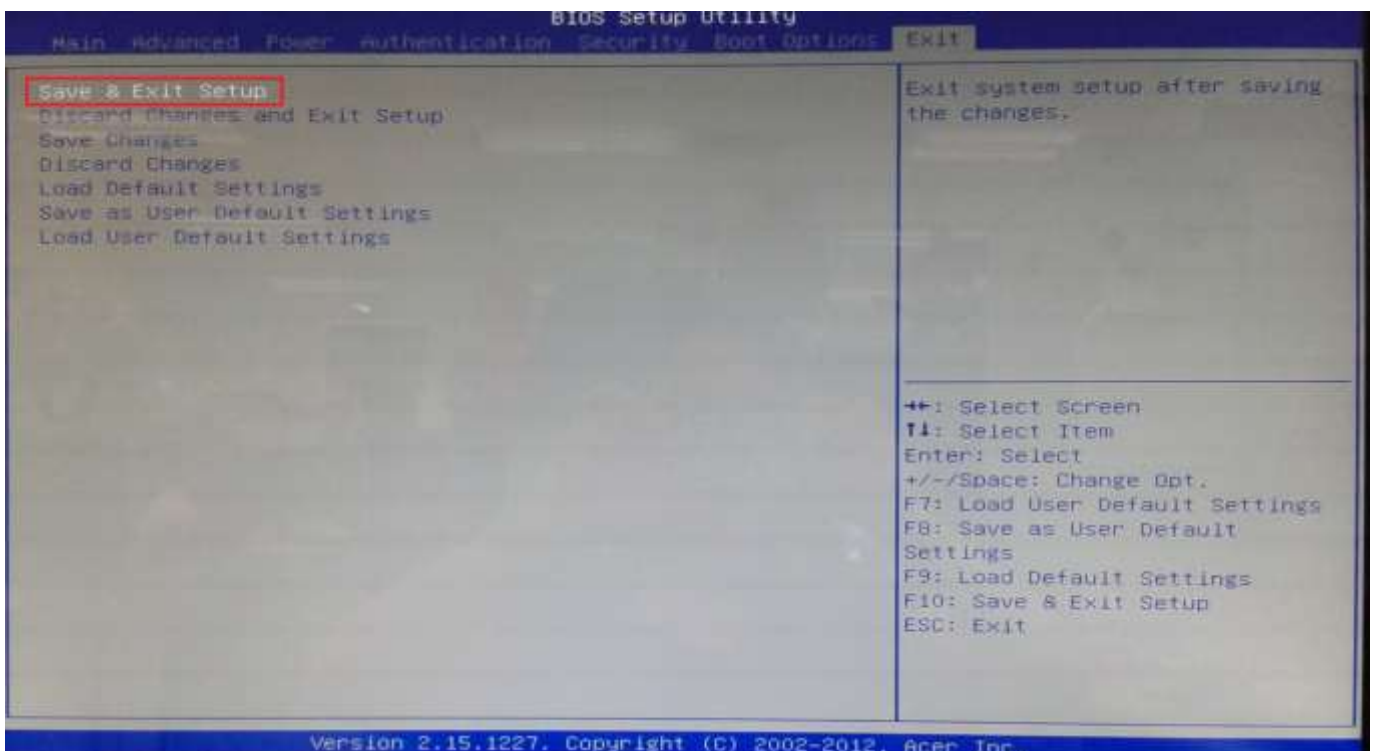 BIOS Setup Utility
Main Advanced Power Authentication Security Boot Options Exit
Save & Exit Setup
Discard Changes and Exit Setup
Save Changes
Discard Changes
Load Default Settings
Save as User Default Settings
Load User Default Settings
Exit system setup after saving
the changes.
→←: Select Screen
↑↓: Select Item
Enter: Select
+/-/Space: Change Opt.
F7: Load User Default Settings
F8: Save as User Default
Settings
F9: Load Default Settings
F10: Save & Exit Setup
ESC: Exit
Version 2.15.1227. Copyright (C) 2002-2012, Acer Inc.